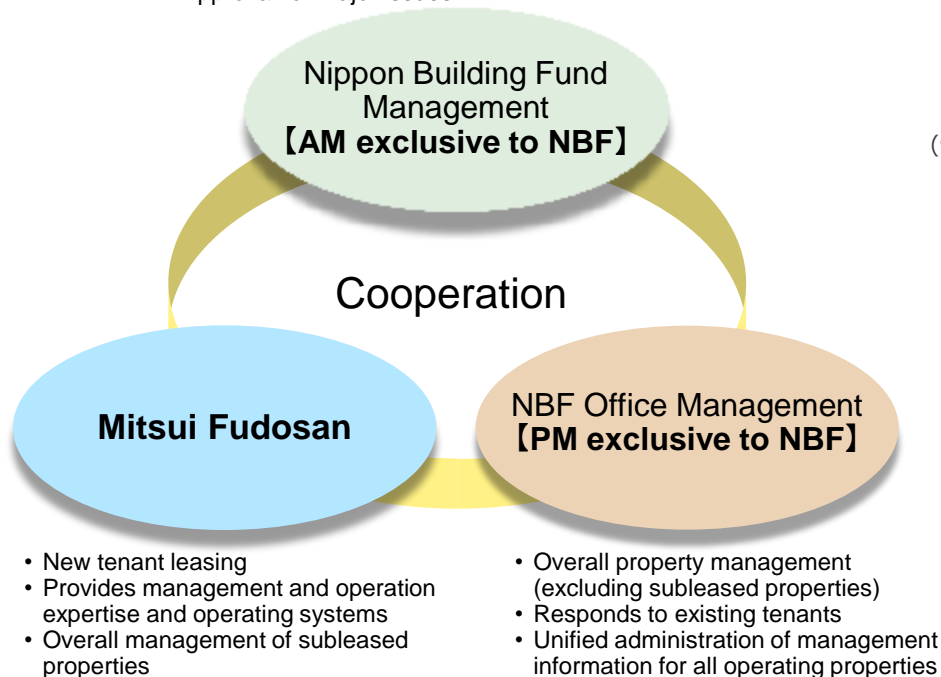 Nippon Building Fund
Management
【AM exclusive to NBF】
Cooperation
Mitsui Fudosan
NBF Office Management
【PM exclusive to NBF】
• New tenant leasing
• Provides management and operation
expertise and operating systems
• Overall management of subleased
properties
• Overall property management
(excluding subleased properties)
• Responds to existing tenants
• Unified administration of management
information for all operating properties